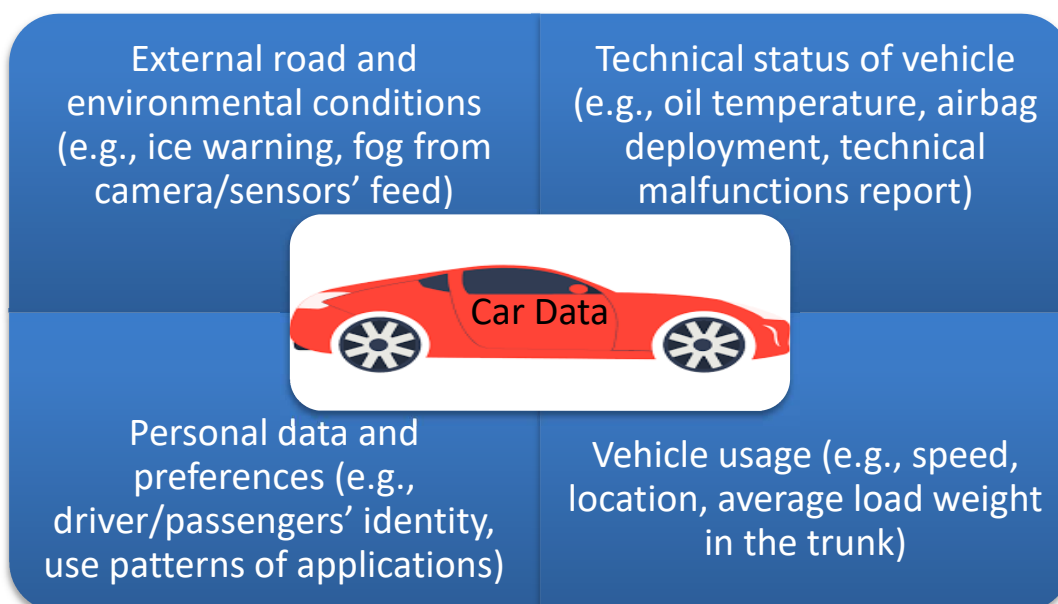 External road and
environmental conditions
(e.g., ice warning, fog from
camera/sensors’ feed)
Technical status of vehicle
(e.g., oil temperature, airbag
deployment, technical
malfunctions report)
Car Data
Personal data and
preferences (e.g.,
driver/passengers’ identity,
use patterns of applications)
Vehicle usage (e.g., speed,
location, average load weight
in the trunk)